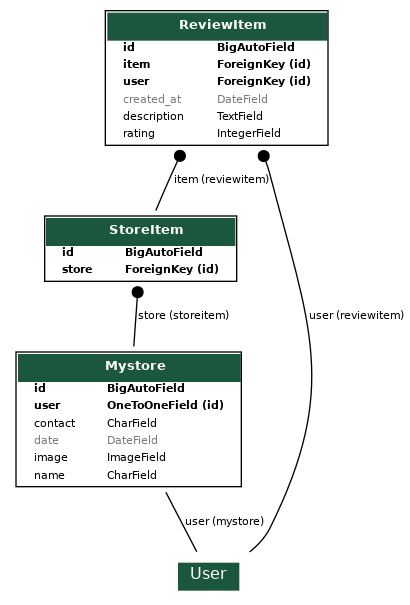 ReviewItem
id BigAutoField
item ForeignKey (id)
user ForeignKey (id)
created_at DateField
description TextField
rating IntegerField
item (reviewitem)
StoreItem
id BigAutoField
store ForeignKey (id)
store (storeitem)
user (reviewitem)
Mystore
id BigAutoField
user OneToOneField (id)
contact CharField
date DateField
image ImageField
name CharField
user (mystore)
User